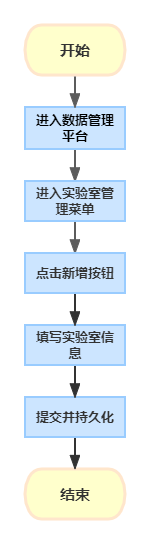 开始
进入数据管理
平台
进入实验室管
理菜单
点击新增按钮
填写实验室信
息
提交并持久化
结束